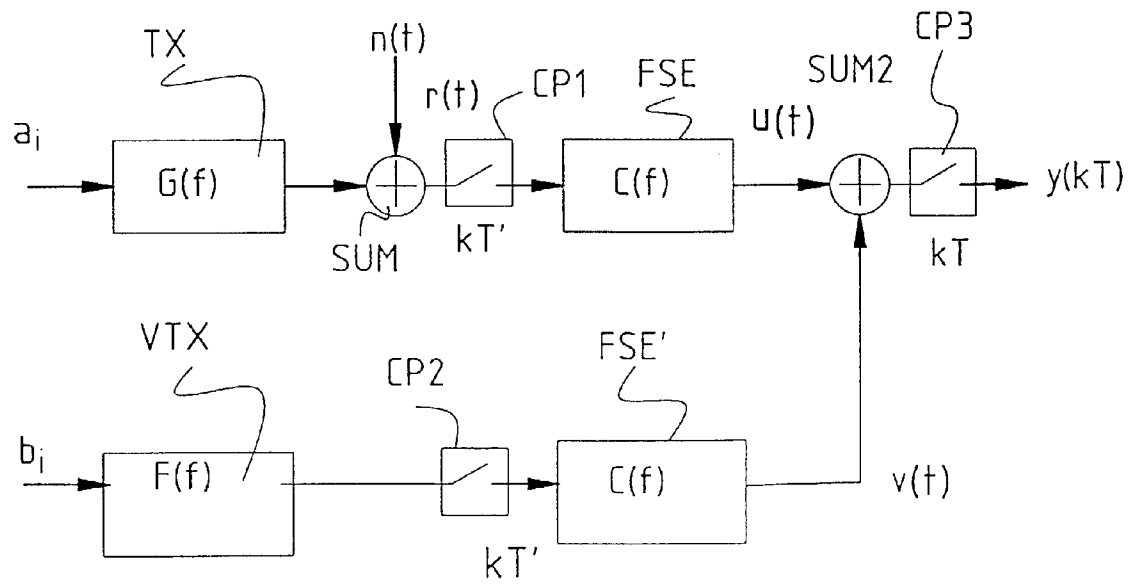 TX
n(t)
CP3
r(t)
CP1
FSE
SUM2
u(t)
a_i
G(f)
C(f)
y(kT)
SUM
kT'
kT
VTX
CP2
FSE'
b_i
F(f)
C(f)
v(t)
kT'